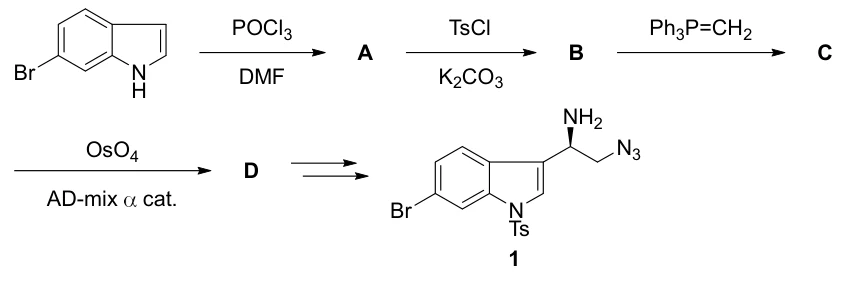 POCl3
TsCl
Ph3P=CH2
Br
N
H
DMF
A
K2CO3
B
C
OsO4
AD-mix α cat.
D
NH2
N3
Br
N
Ts
1